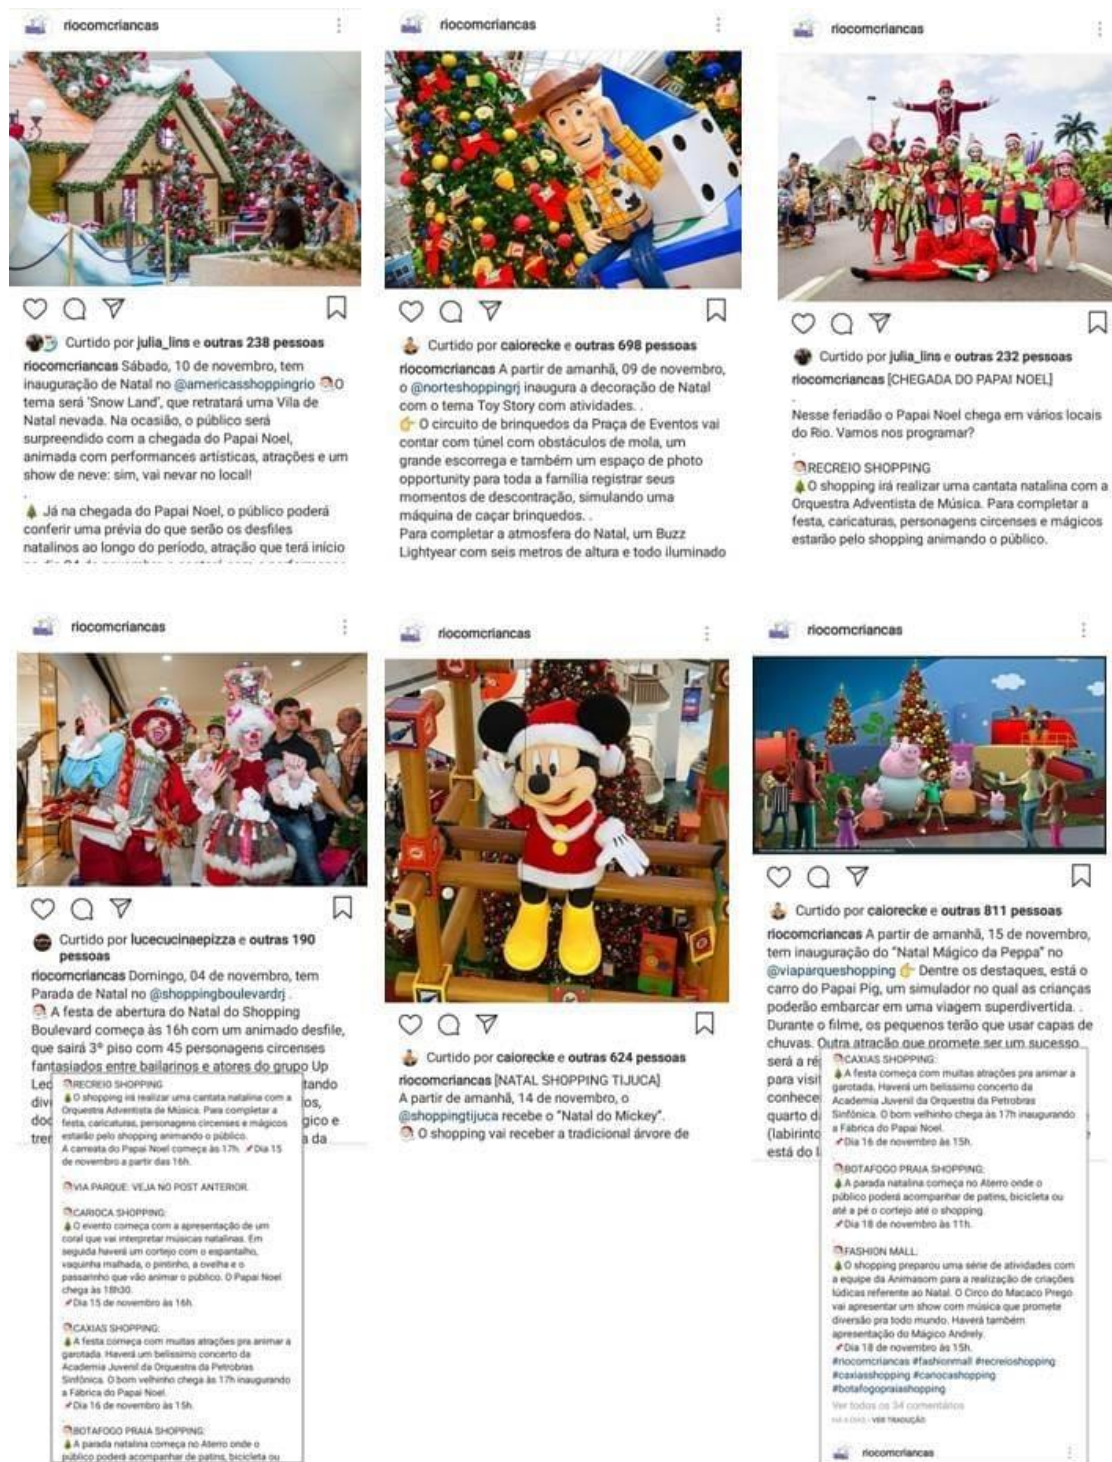 riocomcriancas
Curtido por julia_lins e outras 238 pessoas
riocomcriancas Sábado, 10 de novembro, tem
inauguração de Natal no @americasshoppingrio 🎅O
tema será 'Snow Land', que retratará uma Vila de
Natal nevada. Na ocasião, o público será
surpreendido com a chegada do Papai Noel,
animada com performances artísticas, atrações e um
show de neve: sim, vai nevar no local!
.
🎄 Já na chegada do Papai Noel, o público poderá
conferir uma prévia do que serão os desfiles
natalinos ao longo do período, atração que terá início
riocomcriancas
Curtido por caiorecke e outras 698 pessoas
riocomcriancas A partir de amanhã, 09 de novembro,
o @norteshoppingrj inaugura a decoração de Natal
com o tema Toy Story com atividades. .
👉 O circuito de brinquedos da Praça de Eventos vai
contar com túnel com obstáculos de mola, um
grande escorrega e também um espaço de photo
opportunity para toda a família registrar seus
momentos de descontração, simulando uma
máquina de caçar brinquedos. .
Para completar a atmosfera do Natal, um Buzz
Lightyear com seis metros de altura e todo iluminado
riocomcriancas
Curtido por julia_lins e outras 232 pessoas
riocomcriancas [CHEGADA DO PAPAI NOEL]
.
Nesse feriadão o Papai Noel chega em vários locais
do Rio. Vamos nos programar?
.
🎅RECREIO SHOPPING
🎄O shopping irá realizar uma cantata natalina com a
Orquestra Adventista de Música. Para completar a
festa, caricaturas, personagens circenses e mágicos
estarão pelo shopping animando o público.
riocomcriancas
Curtido por lucecucinaepizza e outras 190
pessoas
riocomcriancas Domingo, 04 de novembro, tem
Parada de Natal no @shoppingboulevardrj .
🎅 A festa de abertura do Natal do Shopping
Boulevard começa às 16h com um animado desfile,
que sairá 3º piso com 45 personagens circenses
fantasiados entre bailarinos e atores do grupo Up
🎅RECREIO SHOPPING
🎄O shopping irá realizar uma cantata natalina com a
Orquestra Adventista de Música. Para completar a
festa, caricaturas, personagens circenses e mágicos
estarão pelo shopping animando o público.
A carreata do Papai Noel começa às 17h. 📌Dia 15
de novembro a partir das 16h.
.
🎅VIA PARQUE: VEJA NO POST ANTERIOR.
.
🎅CARIOCA SHOPPING:
🎄O evento começa com a apresentação de um
coral que vai interpretar músicas natalinas. Em
seguida haverá um cortejo com o espantalho,
vaquinha malhada, o pintinho, a ovelha e o
passarinho que vão animar o público. O Papai Noel
chega às 18h30.
📌Dia 15 de novembro às 16h.
.
🎅CAXIAS SHOPPING:
🎄A festa começa com muitas atrações pra animar a
garotada. Haverá um belíssimo concerto da
Academia Juvenil da Orquestra da Petrobras
Sinfônica. O bom velhinho chega às 17h inaugurando
a Fábrica do Papai Noel.
📌Dia 16 de novembro às 15h.
.
🎅BOTAFOGO PRAIA SHOPPING:
🎄A parada natalina começa no Aterro onde o
público poderá acompanhar de patins, bicicleta ou
riocomcriancas
Curtido por caiorecke e outras 624 pessoas
riocomcriancas [NATAL SHOPPING TIJUCA]
A partir de amanhã, 14 de novembro, o
@shoppingtijuca recebe o "Natal do Mickey".
🎅 O shopping vai receber a tradicional árvore de
riocomcriancas
Curtido por caiorecke e outras 811 pessoas
riocomcriancas A partir de amanhã, 15 de novembro,
tem inauguração do "Natal Mágico da Peppa" no
@viaparqueshopping 👉 Dentre os destaques, está o
carro do Papai Pig, um simulador no qual as crianças
poderão embarcar em uma viagem superdivertida. .
Durante o filme, os pequenos terão que usar capas de
chuvas. Outra atração que promete ser um sucesso
será a
para
quarto d
(labirinto
está do
🎅CAXIAS SHOPPING:
🎄A festa começa com muitas atrações pra animar a
garotada. Haverá um belíssimo concerto da
Academia Juvenil da Orquestra da Petrobras
Sinfônica. O bom velhinho chega às 17h inaugurando
a Fábrica do Papai Noel.
📌Dia 16 de novembro às 15h.
.
🎅BOTAFOGO PRAIA SHOPPING:
🎄A parada natalina começa no Aterro onde o
público poderá acompanhar de patins, bicicleta ou
até a pé o cortejo até o shopping.
📌Dia 18 de novembro às 11h.
.
🎅FASHION MALL:
🎄O shopping preparou uma série de atividades com
a equipe da Animasom para a realização de criações
lúdicas referente ao Natal. O Circo do Macaco Prego
vai apresentar um show com música que promete
diversão pra todo mundo. Haverá também
apresentação do Mágico Andrely.
📌Dia 18 de novembro às 15h.
#riocomcriancas #fashionmall #recreioshopping
#caxiasshopping #cariocashopping
#botafogopraiashopping
Ver todos os 34 comentários
VER TRADUÇÃO
riocomcriancas